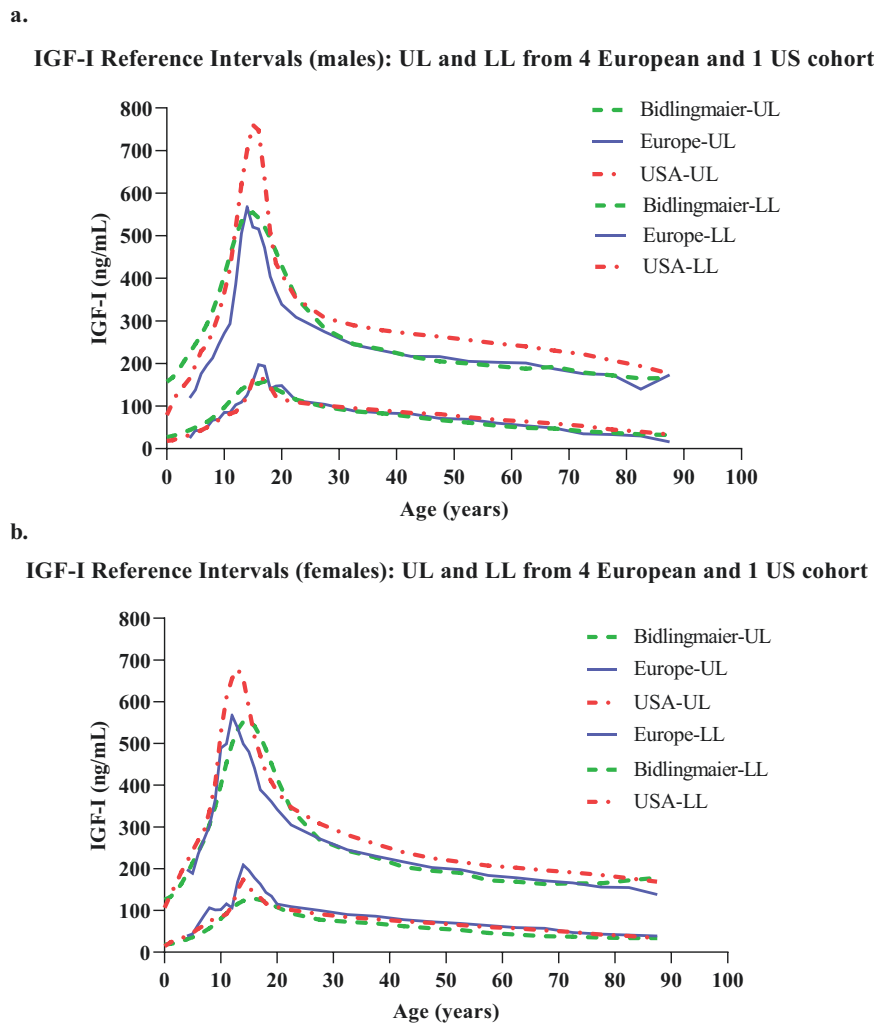 a.
IGF-I Reference Intervals (males): UL and LL from 4 European and 1 US cohort
800
700
600
500
400
300
200
100
0
IGF-I (ng/mL)
Bidlingmaier-UL
Europe-UL
USA-UL
Bidlingmaier-LL
Europe-LL
USA-LL
0 10 20 30 40 50 60 70 80 90 100
Age (years)
b.
IGF-I Reference Intervals (females): UL and LL from 4 European and 1 US cohort
800
700
600
500
400
300
200
100
0
IGF-I (ng/mL)
Bidlingmaier-UL
Europe-UL
USA-UL
Europe-LL
Bidlingmaier-LL
USA-LL
0 10 20 30 40 50 60 70 80 90 100
Age (years)